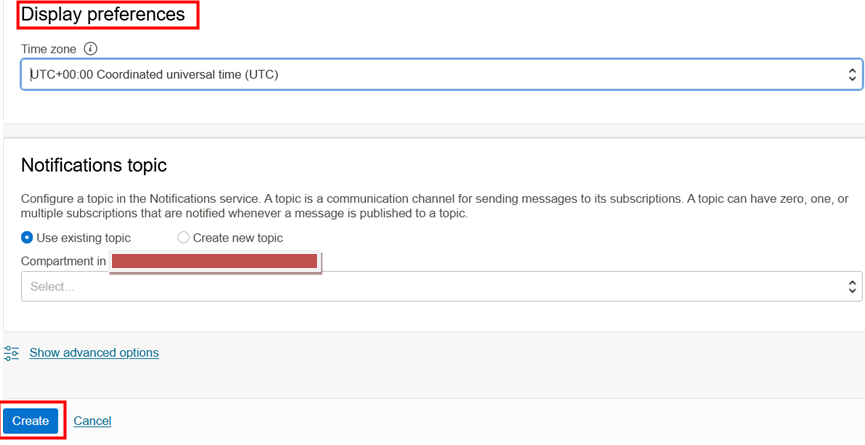 Display preferences
Time zone
UTC+00:00 Coordinated universal time (UTC)
Notifications topic
Configure a topic in the Notifications service. A topic is a communication channel for sending messages to its subscriptions. A topic can have zero, one, or
multiple subscriptions that are notified whenever a message is published to a topic.
Use existing topic Create new topic
Compartment in
Select...
Show advanced options
Create Cancel